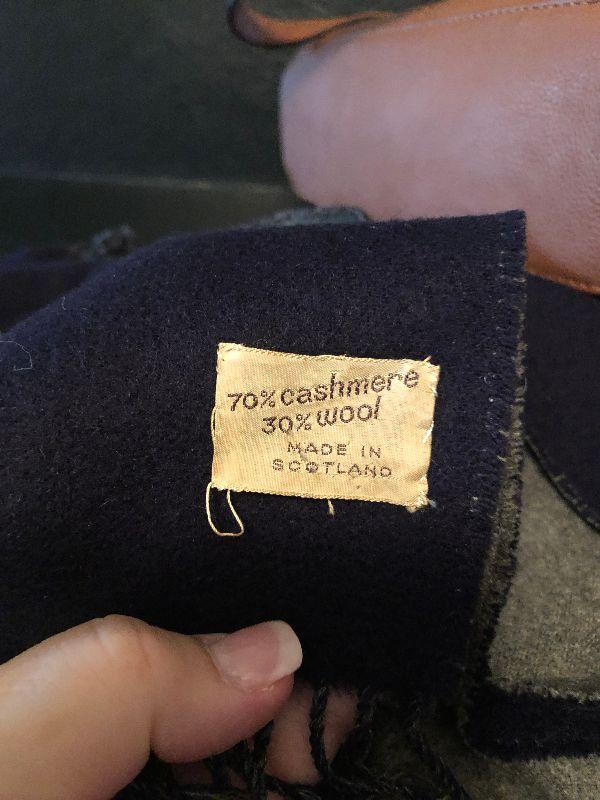 70% cashmere
30% wool
MADE IN
SCOTLAND